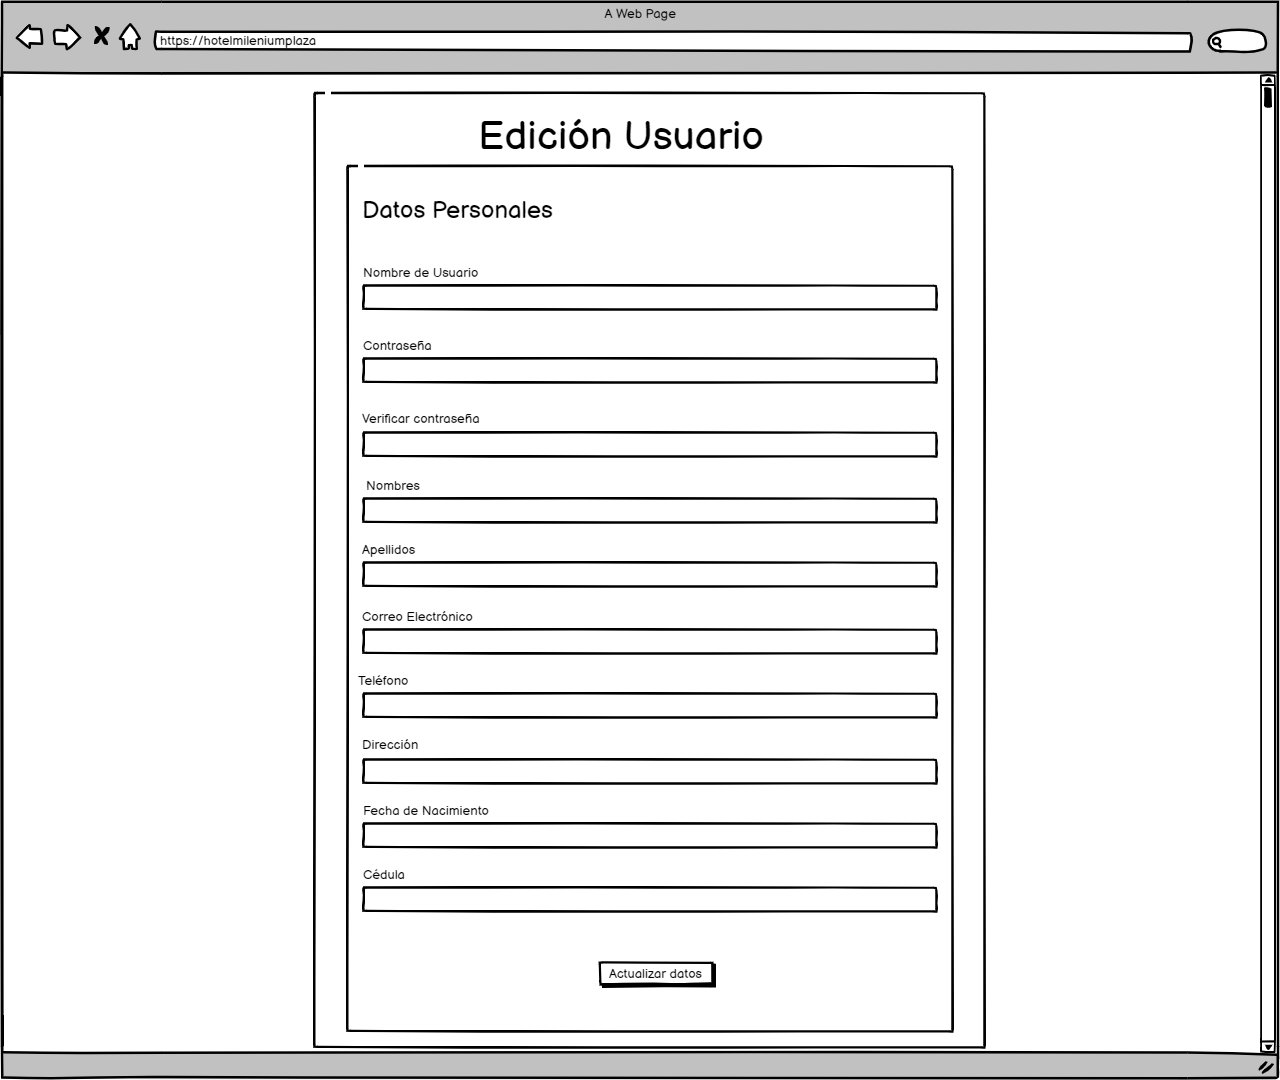 A Web Page
https://hotelmileniumplaza
Edición Usuario
Datos Personales
Nombre de Usuario
Contraseña
Verificar contraseña
Nombres
Apellidos
Correo Electrónico
Teléfono
Dirección
Fecha de Nacimiento
Cédula
Actualizar datos